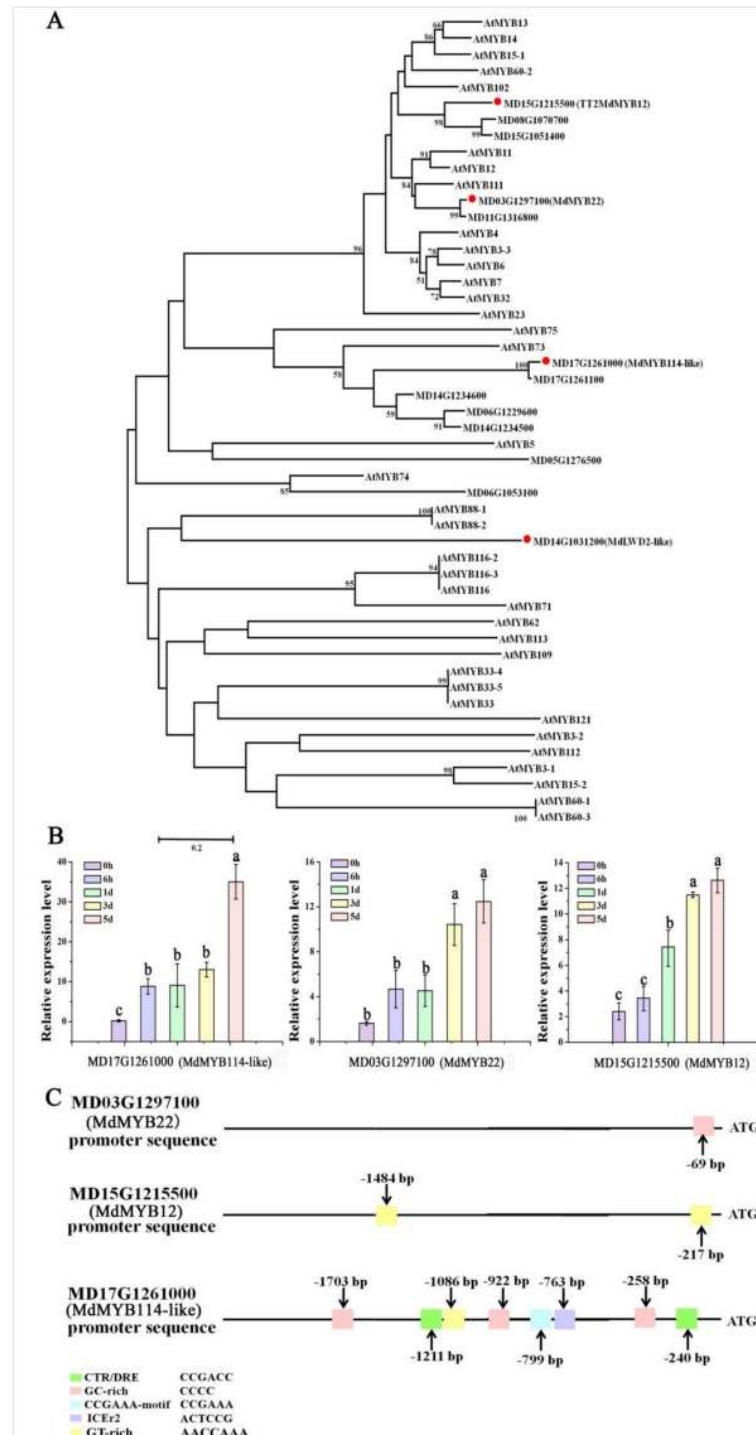 A
66
AtMYB13
86
AtMYB14
AtMYB15-1
AtMYB60-2
AtMYB102
MD15G1215500 (TT2MdMYB12)
98
MD08G1070700
99
MD15G1051400
91
AtMYB11
AtMYB12
84
AtMYB111
MD03G1297100(MdMYB22)
99
MD11G1316800
AtMYB4
84
AtMYB3-3
AtMYB6
51
AtMYB7
72
AtMYB32
96
AtMYB23
AtMYB75
AtMYB73
58
100
MD17G1261000 (MdMYB114-like)
MD17G1261100
MD14G1234600
59
MD06G1229600
91
MD14G1234500
AtMYB5
MD05G1276500
AtMYB74
85
MD06G1053100
100
AtMYB88-1
AtMYB88-2
MD14G1031200(MdLWD2-like)
AtMYB116-2
94
AtMYB116-3
AtMYB116
95
AtMYB71
AtMYB62
AtMYB113
AtMYB109
AtMYB33-4
99
AtMYB33-5
AtMYB33
AtMYB121
AtMYB3-2
AtMYB112
98
AtMYB3-1
AtMYB15-2
AtMYB60-1
100
AtMYB60-3
0.2
B
Relative expression level
40
30
20
10
0
0h
6h
1d
3d
5d
c
b
b
b
a
MD17G1261000 (MdMYB114-like)
Relative expression level
16
12
8
4
0
0h
6h
1d
3d
5d
b
b
b
a
a
MD03G1297100 (MdMYB22)
Relative expression level
14
12
10
8
6
4
2
0
0h
6h
1d
3d
5d
c
c
b
a
a
MD15G1215500 (MdMYB12)
C
MD03G1297100
(MdMYB22)
promoter sequence
ATG
-69 bp
MD15G1215500
(MdMYB12)
promoter sequence
-1484 bp
ATG
-217 bp
MD17G1261000
(MdMYB114-like)
promoter sequence
-1703 bp
-1086 bp
-922 bp
-763 bp
-258 bp
ATG
-1211 bp
-799 bp
-240 bp
CTR/DRE CCGACC
GC-rich CCCC
CCGAAA-motif CCGAAA
ICEr2 ACTCCG
GT-rich AACCAAA